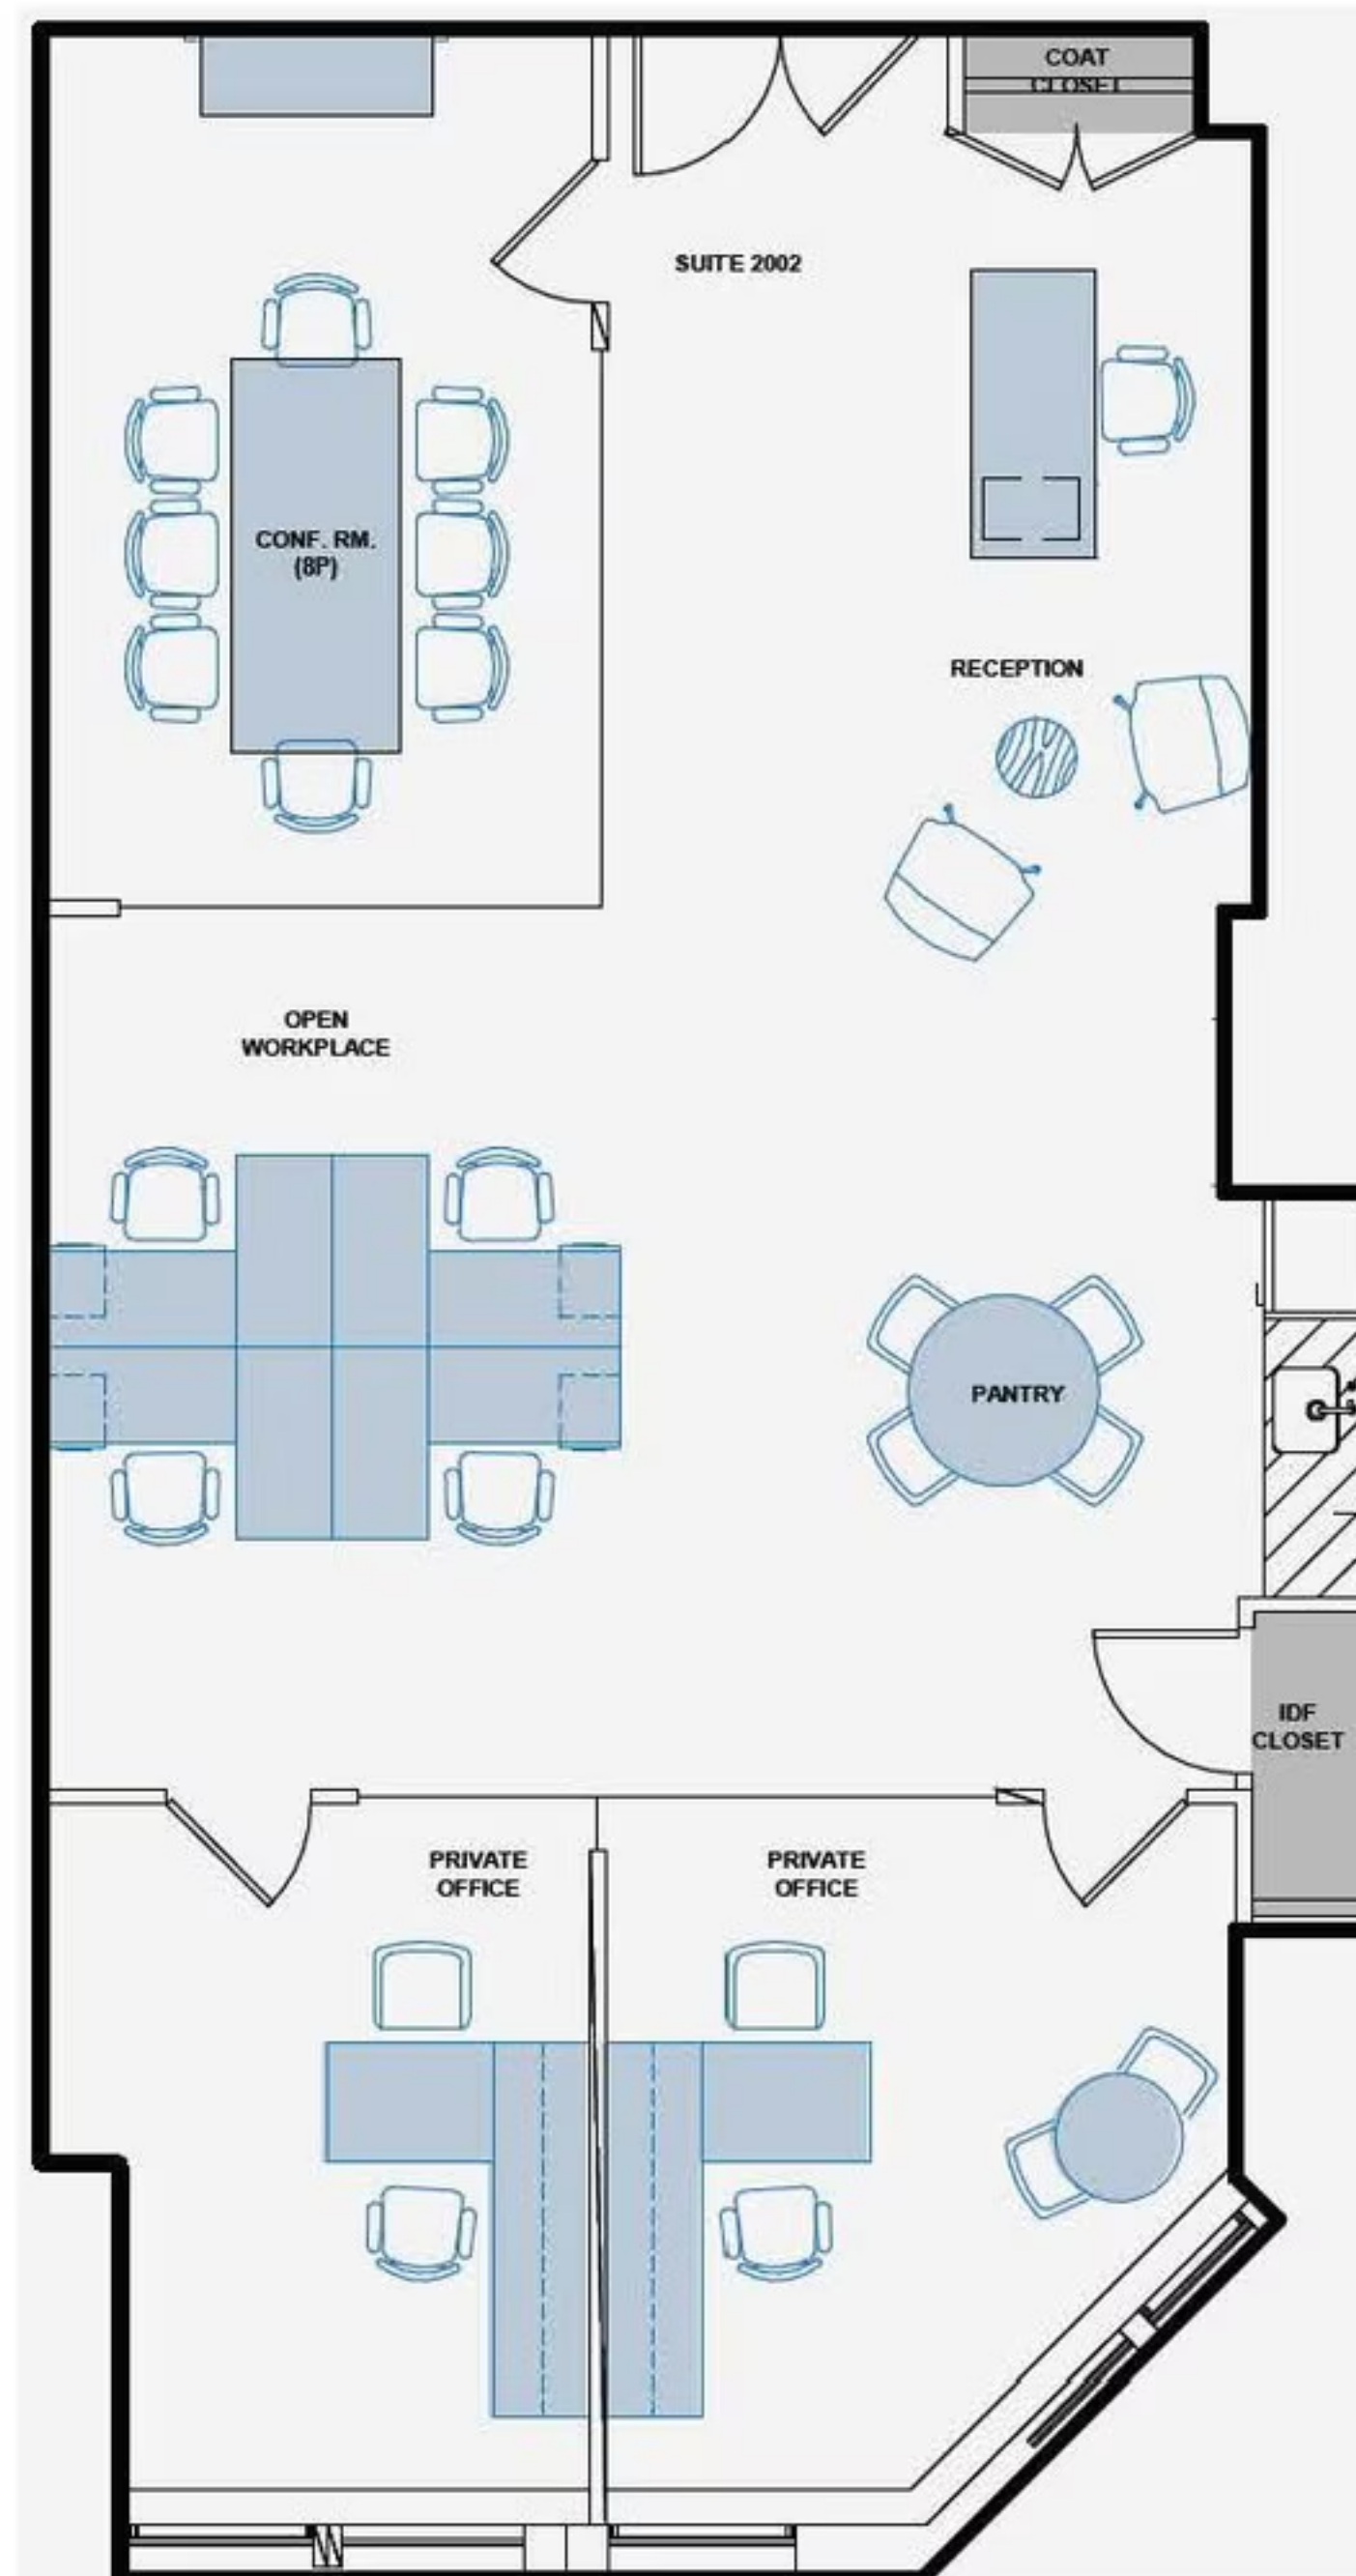 COAT
CLOSET
SUITE 2002
CONF. RM.
(8P)
RECEPTION
OPEN
WORKPLACE
PANTRY
IDF
CLOSET
PRIVATE
OFFICE
PRIVATE
OFFICE